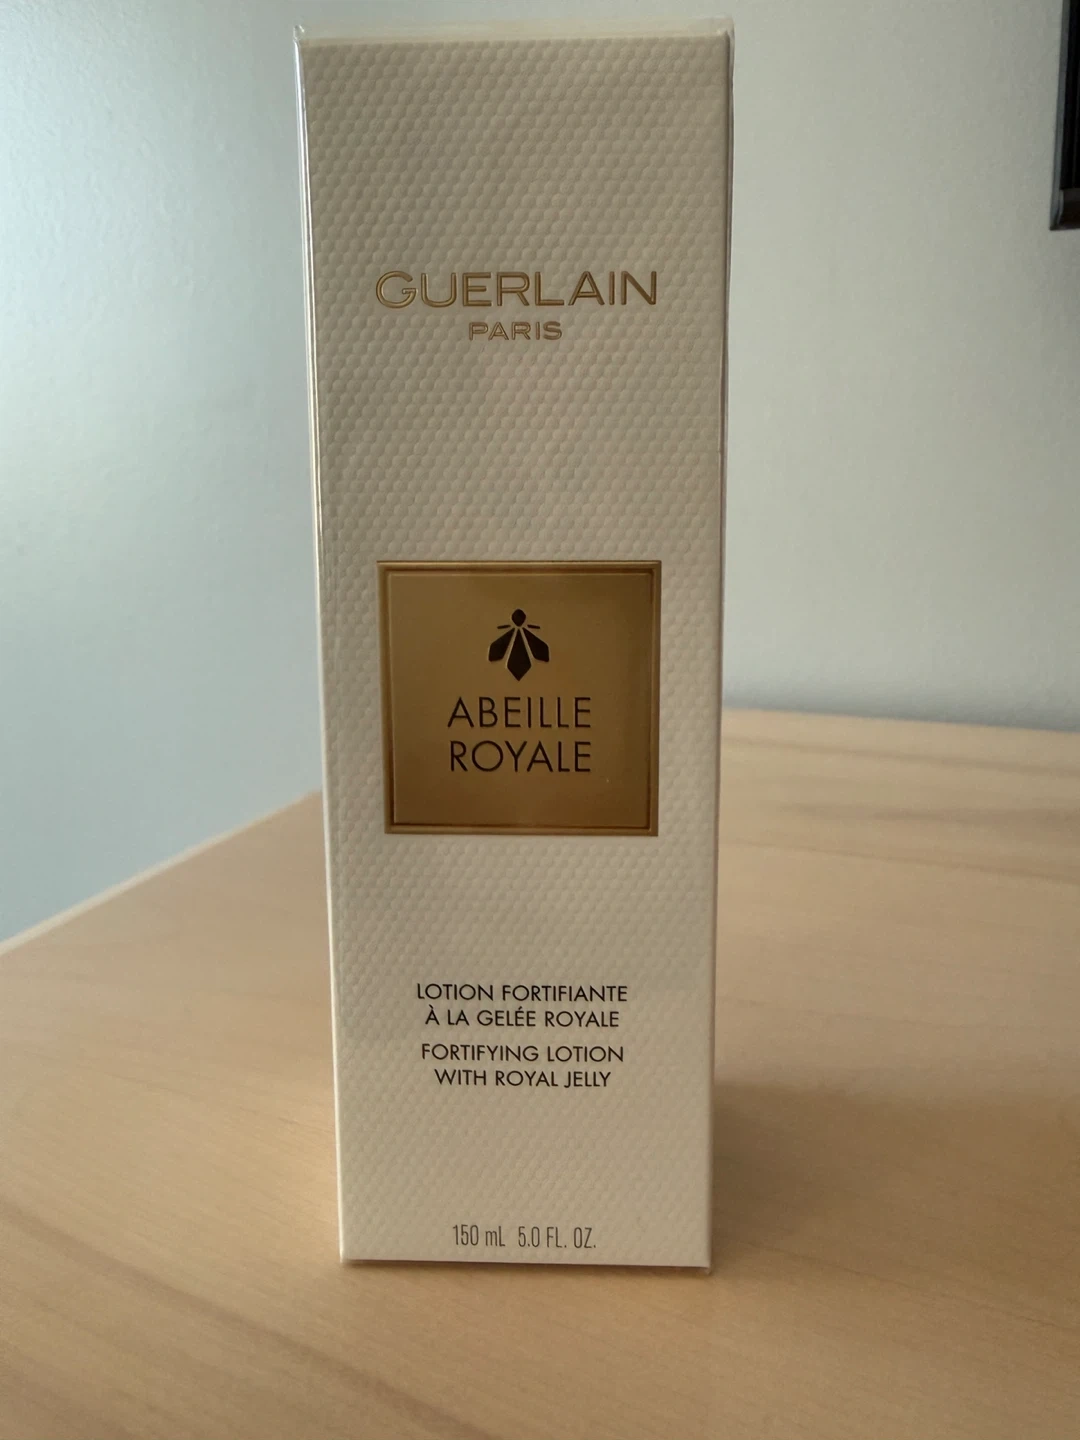 GUERLAIN
PARIS
ABEILLE
ROYALE
LOTION FORTIFIANTE
À LA GELÉE ROYALE
FORTIFYING LOTION
WITH ROYAL JELLY
150 mL 5.0 FL. OZ.